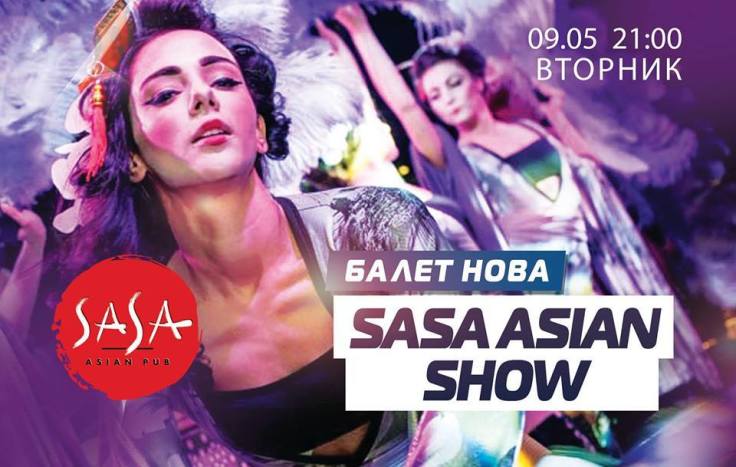 09.05 21:00
ВТОРНИК
БАЛЕТ НОВА
SASA ASIAN
SHOW
SASA
ASIAN PUB